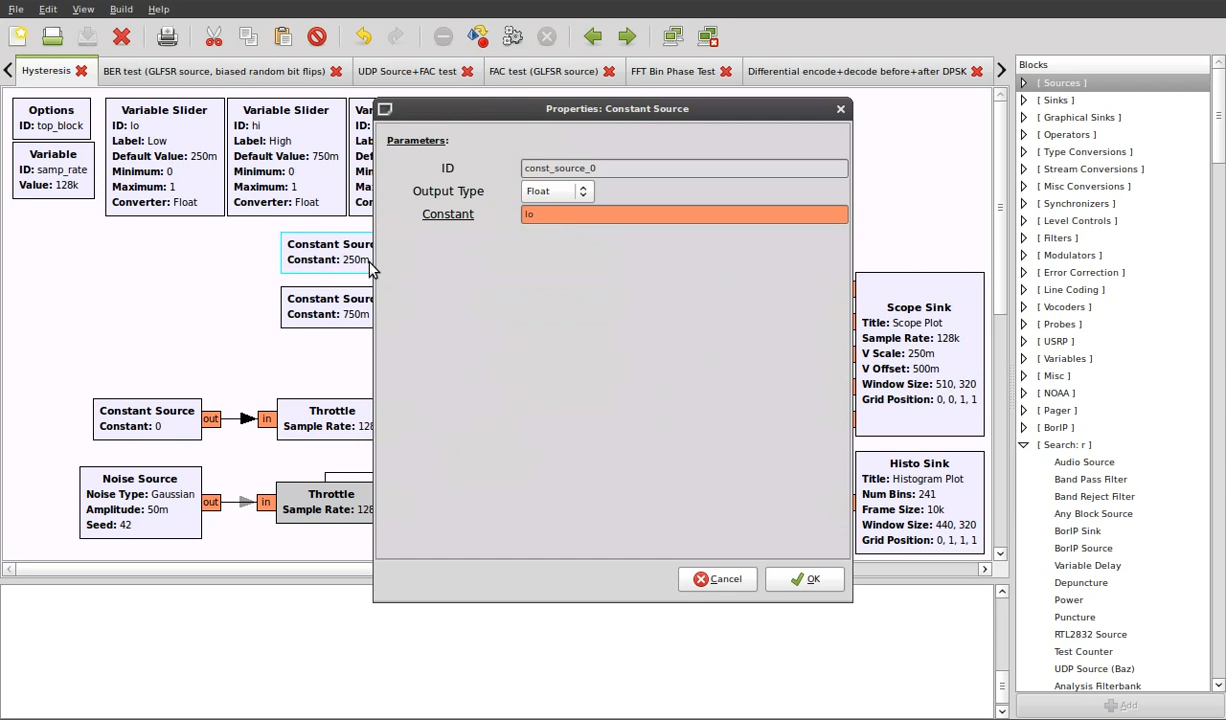 File Edit View Build Help
Hysteresis BER test (GLFSR source, biased random bit flips) UDP Source+FAC test FAC test (GLFSR source) FFT Bin Phase Test Differential encode+decode before+after DPSK
Options
ID: top_block
Variable
ID: samp_rate
Value: 128k
Variable Slider
ID: lo
Label: Low
Default Value: 250m
Minimum: 0
Maximum: 1
Converter: Float
Variable Slider
ID: hi
Label: High
Default Value: 750m
Minimum: 0
Maximum: 1
Converter: Float
Constant Sourc
Constant: 250m
Constant Sourc
Constant: 750m
Constant Source
Constant: 0
out
in
Throttle
Sample Rate: 128
Noise Source
Noise Type: Gaussian
Amplitude: 50m
Seed: 42
out
in
Throttle
Sample Rate: 128
Properties: Constant Source
Parameters:
ID const_source_0
Output Type Float
Constant lo
Cancel OK
Scope Sink
Title: Scope Plot
Sample Rate: 128k
V Scale: 250m
V Offset: 500m
Window Size: 510, 320
Grid Position: 0, 0, 1, 1
Histo Sink
Title: Histogram Plot
Num Bins: 241
Frame Size: 10k
Window Size: 440, 320
Grid Position: 0, 1, 1, 1
Blocks
[ Sources ]
[ Sinks ]
[ Graphical Sinks ]
[ Operators ]
[ Type Conversions ]
[ Stream Conversions ]
[ Misc Conversions ]
[ Synchronizers ]
[ Level Controls ]
[ Filters ]
[ Modulators ]
[ Error Correction ]
[ Line Coding ]
[ Vocoders ]
[ Probes ]
[ USRP ]
[ Variables ]
[ Misc ]
[ NOAA ]
[ Pager ]
[ BorIP ]
[ Search: r ]
Audio Source
Band Pass Filter
Band Reject Filter
Any Block Source
BorIP Sink
BorIP Source
Variable Delay
Depuncture
Power
Puncture
RTL2832 Source
Test Counter
UDP Source (Baz)
Analysis Filterbank
Add